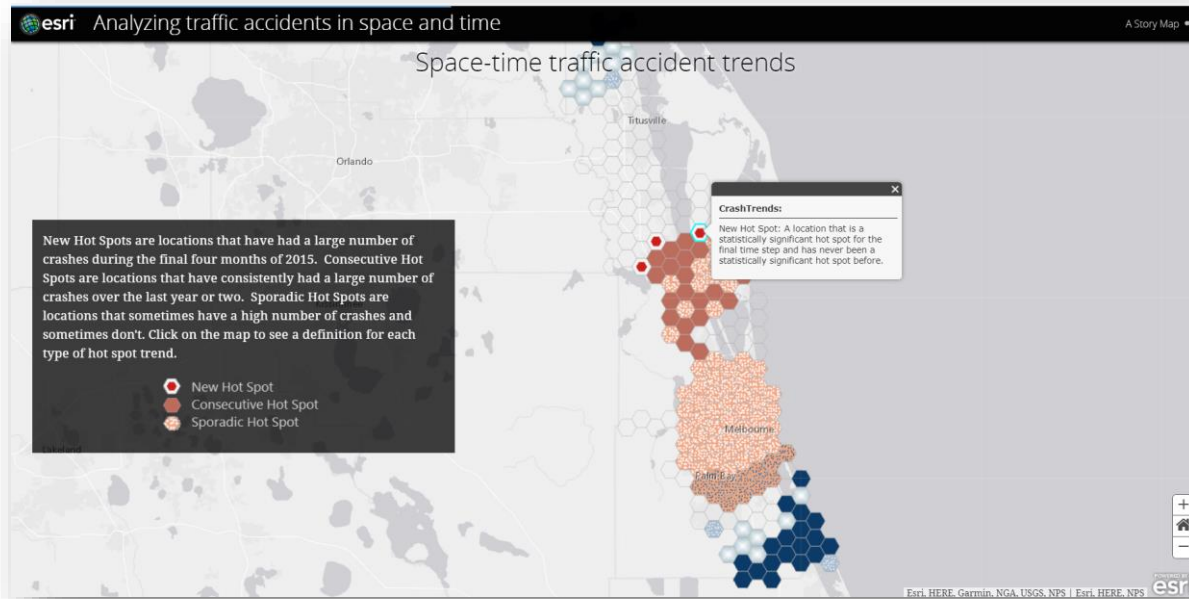 esri Analyzing traffic accidents in space and time
A Story Map
Space-time traffic accident trends
Titusville
Orlando
CrashTrends:
New Hot Spot: A location that is a
statistically significant hot spot for the
final time step and has never been a
statistically significant hot spot before.
New Hot Spots are locations that have had a large number of
crashes during the final four months of 2015. Consecutive Hot
Spots are locations that have consistently had a large number of
crashes over the last year or two. Sporadic Hot Spots are
locations that sometimes have a high number of crashes and
sometimes don't. Click on the map to see a definition for each
type of hot spot trend.
New Hot Spot
Consecutive Hot Spot
Sporadic Hot Spot
Melbourne
Lakeland
Palm Bay
Esri, HERE, Garmin, NGA, USGS, NPS | Esri, HERE, NPS
POWERED BY
esri